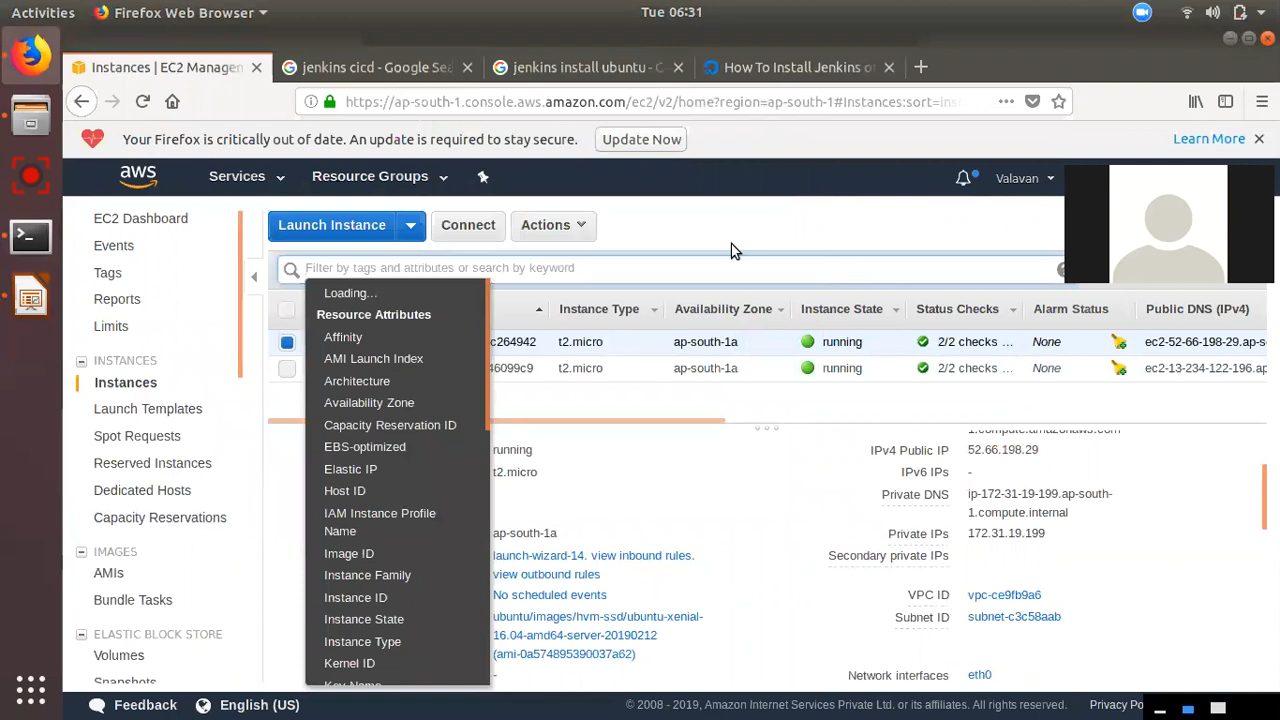 Activities
Firefox Web Browser
Tue 06:31
Instances | EC2 Managen
jenkins cicd - Google Sea
jenkins install ubuntu - G
How To Install Jenkins o
https://ap-south-1.console.aws.amazon.com/ec2/v2/home?region=ap-south-1#Instances:sort=ins
Your Firefox is critically out of date. An update is required to stay secure.
Update Now
Learn More
aws
Services
Resource Groups
Valavan
EC2 Dashboard
Events
Tags
Reports
Limits
INSTANCES
Instances
Launch Templates
Spot Requests
Reserved Instances
Dedicated Hosts
Capacity Reservations
IMAGES
AMIs
Bundle Tasks
ELASTIC BLOCK STORE
Volumes
Snapshots
Launch Instance
Connect
Actions
Filter by tags and attributes or search by keyword
Instance Type
Availability Zone
Instance State
Status Checks
Alarm Status
Public DNS (IPv4)
c264942 t2.micro ap-south-1a running 2/2 checks ... None ec2-52-66-198-29.ap-s
46099c9 t2.micro ap-south-1a running 2/2 checks ... None ec2-13-234-122-196.ap
Loading...
Resource Attributes
Affinity
AMI Launch Index
Architecture
Availability Zone
Capacity Reservation ID
EBS-optimized
Elastic IP
Host ID
IAM Instance Profile
Name
Image ID
Instance Family
Instance ID
Instance State
Instance Type
Kernel ID
Key Name
running
t2.micro
ap-south-1a
launch-wizard-14. view inbound rules.
view outbound rules
No scheduled events
ubuntu/images/hvm-ssd/ubuntu-xenial-
16.04-amd64-server-20190212
(ami-0a574895390037a62)
-
1.compute.amazonaws.com
IPv4 Public IP 52.66.198.29
IPv6 IPs -
Private DNS ip-172-31-19-199.ap-south-
1.compute.internal
Private IPs 172.31.19.199
Secondary private IPs
VPC ID vpc-ce9fb9a6
Subnet ID subnet-c3c58aab
Network interfaces eth0
Feedback
English (US)
© 2008 - 2019, Amazon Internet Services Private Ltd. or its affiliates. All rights reserved.
Privacy Po